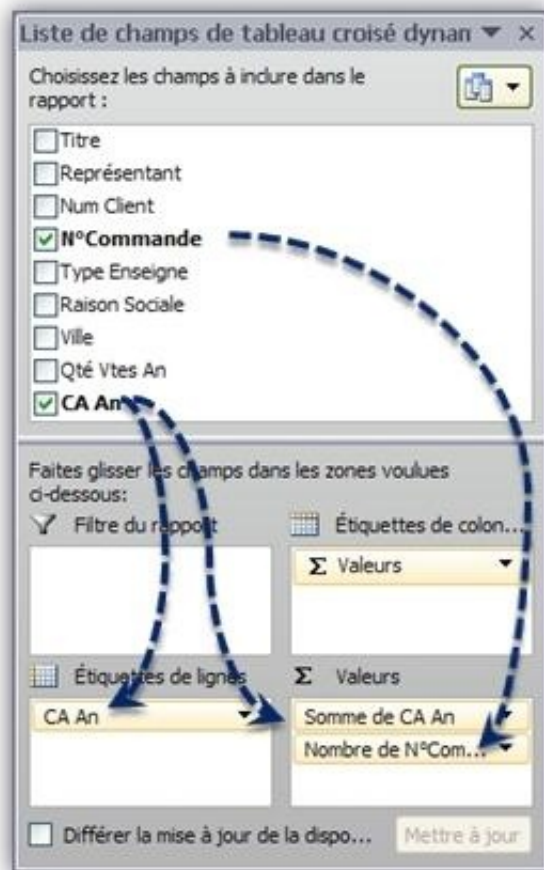 Liste de champs de tableau croisé dynan
Choisissez les champs à inclure dans le
rapport :
Titre
Représentant
Num Client
N°Commande
Type Enseigne
Raison Sociale
Ville
Qté Vtes An
CA An
Faites glisser les champs dans les zones voulues
ci-dessous:
Filtre du rapport
Étiquettes de colon...
Σ Valeurs
Étiquettes de lignes
Σ Valeurs
CA An
Somme de CA An
Nombre de N°Com...
Différer la mise à jour de la dispo...
Mettre à jour